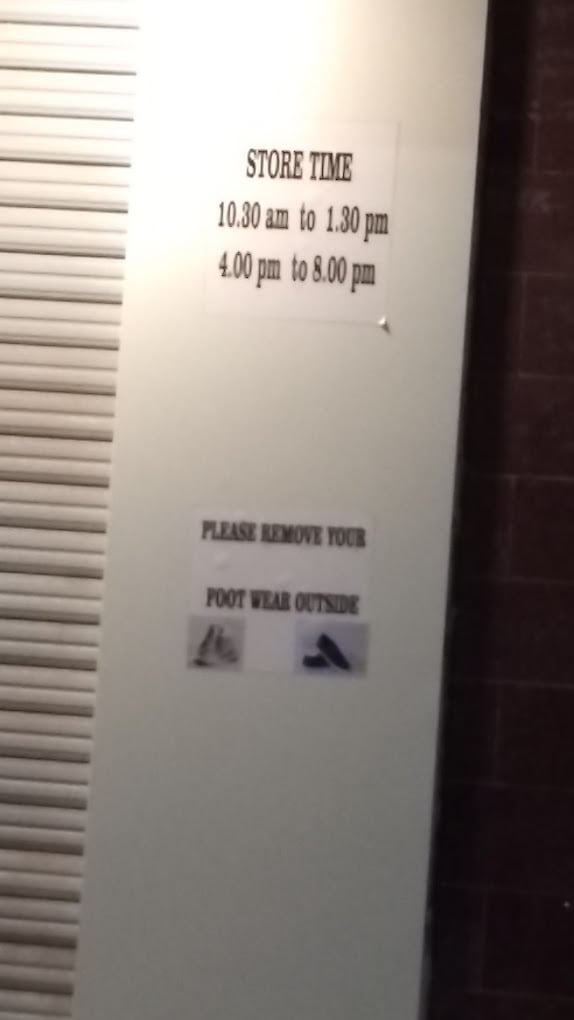 STORE TIME
10.30 am to 1.30 pm
4.00 pm to 8.00 pm
PLEASE REMOVE YOUR
FOOT WEAR OUTSIDE